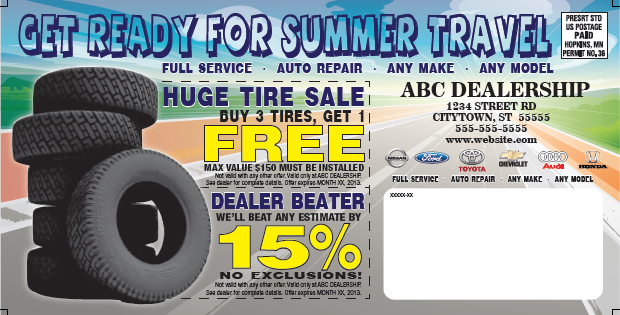 GET READY FOR SUMMER TRAVEL
PRESRT STD
US POSTAGE
PAID
HOPKINS, MN
PERMIT NO. 36
FULL SERVICE · AUTO REPAIR · ANY MAKE · ANY MODEL
HUGE TIRE SALE
BUY 3 TIRES, GET 1
FREE
MAX VALUE $150 MUST BE INSTALLED
Not valid with any other offer. Valid only at ABC DEALERSHIP.
See dealer for complete details. Offer expires MONTH XX, 2013.
DEALER BEATER
WE'LL BEAT ANY ESTIMATE BY
15%
NO EXCLUSIONS!
Not valid with any other offer. Valid only at ABC DEALERSHIP.
See dealer for complete details. Offer expires MONTH XX, 2013.
ABC DEALERSHIP
1234 STREET RD
CITYTOWN, ST 55555
555-555-5555
www.website.com
NISSAN Ford TOYOTA CHEVROLET Audi HONDA
FULL SERVICE · AUTO REPAIR · ANY MAKE · ANY MODEL
XXXXX-XX